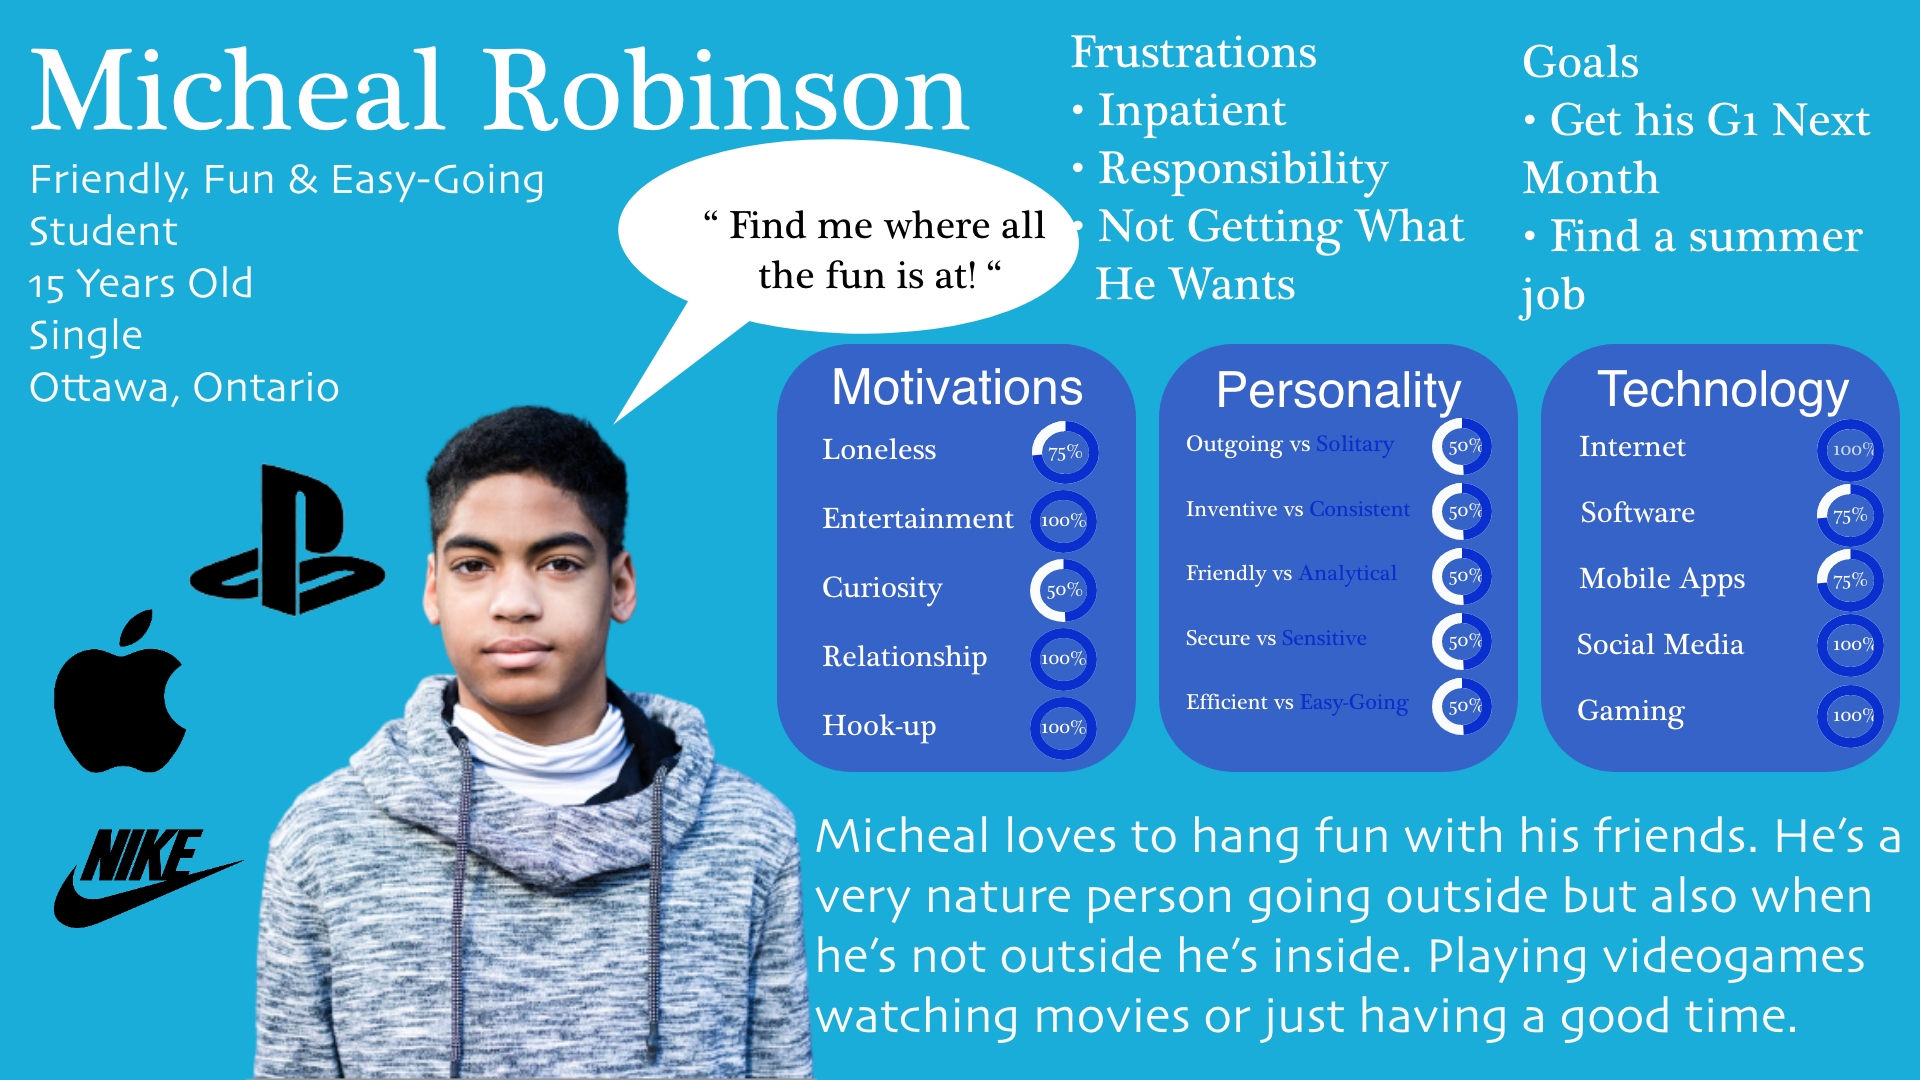 Micheal Robinson
Friendly, Fun & Easy-Going
Student
15 Years Old
Single
Ottawa, Ontario
“ Find me where all
the fun is at! “
Frustrations
• Inpatient
• Responsibility
• Not Getting What
He Wants
Goals
• Get his G1 Next
Month
• Find a summer
job
Motivations
Loneless 75%
Entertainment 100%
Curiosity 50%
Relationship 100%
Hook-up 100%
Personality
Outgoing vs Solitary 50%
Inventive vs Consistent 50%
Friendly vs Analytical 50%
Secure vs Sensitive 50%
Efficient vs Easy-Going 50%
Technology
Internet 100%
Software 75%
Mobile Apps 75%
Social Media 100%
Gaming 100%
NIKE
Micheal loves to hang fun with his friends. He’s a
very nature person going outside but also when
he’s not outside he’s inside. Playing videogames
watching movies or just having a good time.